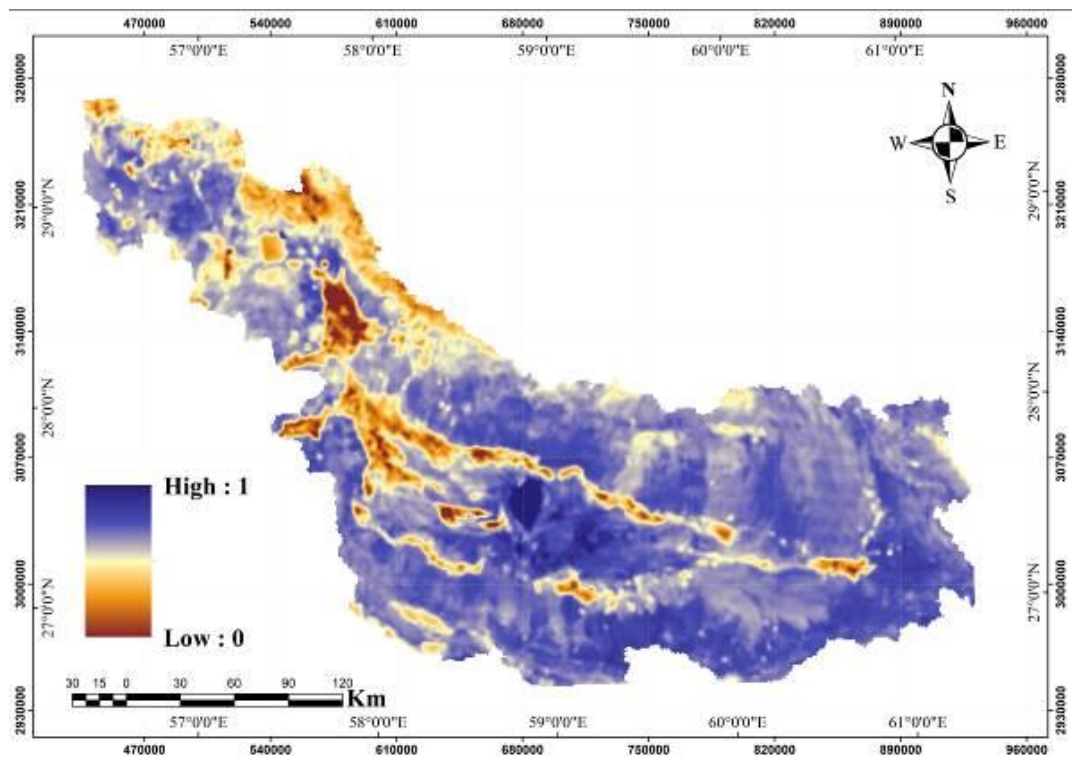 470000 540000 610000 680000 750000 820000 890000 960000
57°0'0"E 58°0'0"E 59°0'0"E 60°0'0"E 61°0'0"E
3280000 3280000
N
W E
S
3210000 3210000
29°0'0"N 29°0'0"N
3140000 3140000
28°0'0"N 28°0'0"N
3070000 3070000
High : 1
3000000 3000000
27°0'0"N 27°0'0"N
Low : 0
30 15 0 30 60 90 120
Km
2930000 2930000
57°0'0"E 58°0'0"E 59°0'0"E 60°0'0"E 61°0'0"E
470000 540000 610000 680000 750000 820000 890000 960000